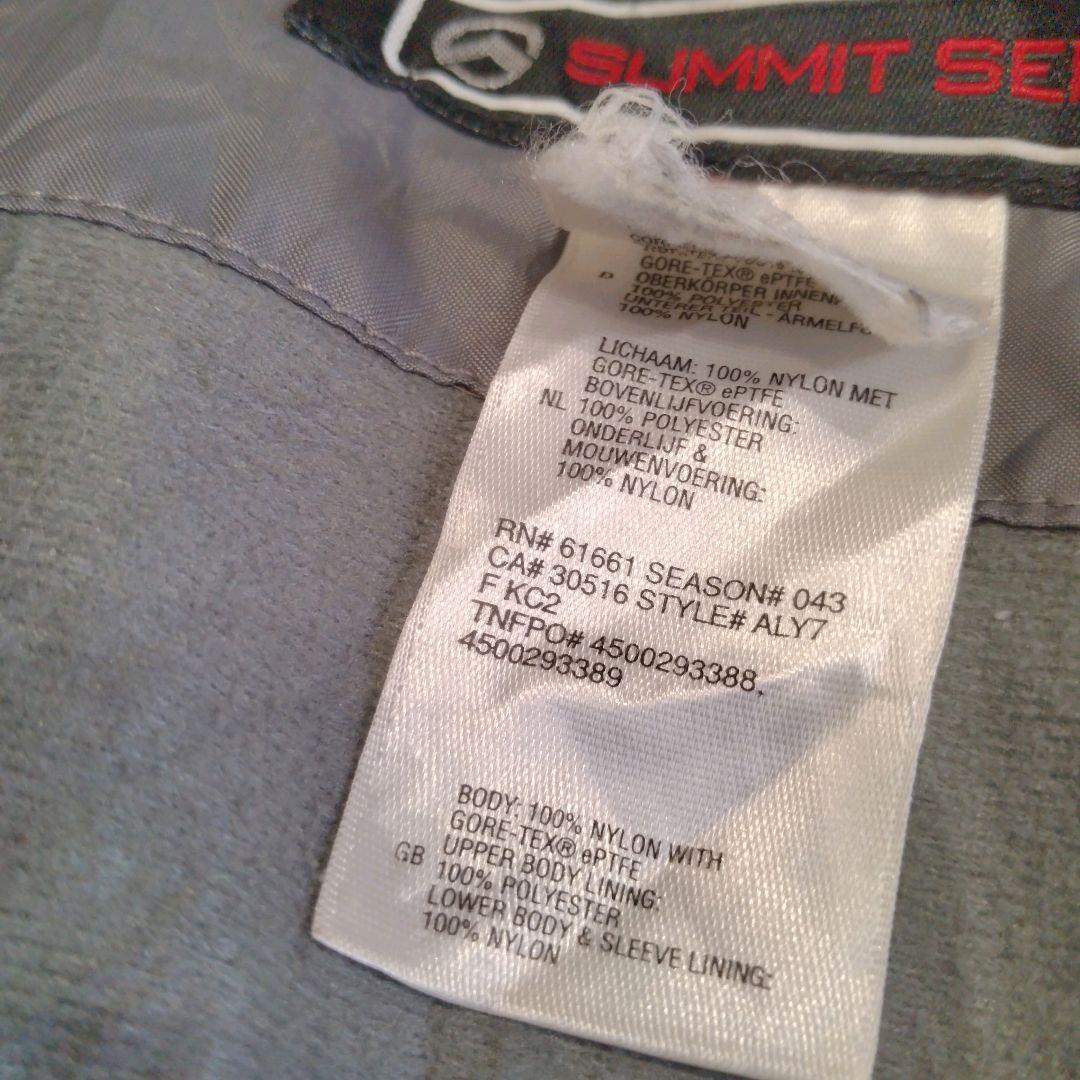 SUMMIT SE
GORE-TEX® ePTFE
D OBERKÖRPER
100% POLYESTER
UNTERER TEIL -
100% NYLON
LICHAAM: 100% NYLON MET
GORE-TEX® ePTFE
BOVENLIJFVOERING:
NL 100% POLYESTER
ONDERLIJF &
MOUWENVOERING:
100% NYLON
RN# 61661 SEASON# 043
CA# 30516 STYLE# ALY7
F KC2
TNFPO# 4500293388,
4500293389
BODY: 100% NYLON WITH
GORE-TEX® ePTFE
GB UPPER BODY LINING:
100% POLYESTER
LOWER BODY & SLEEVE LINING:
100% NYLON